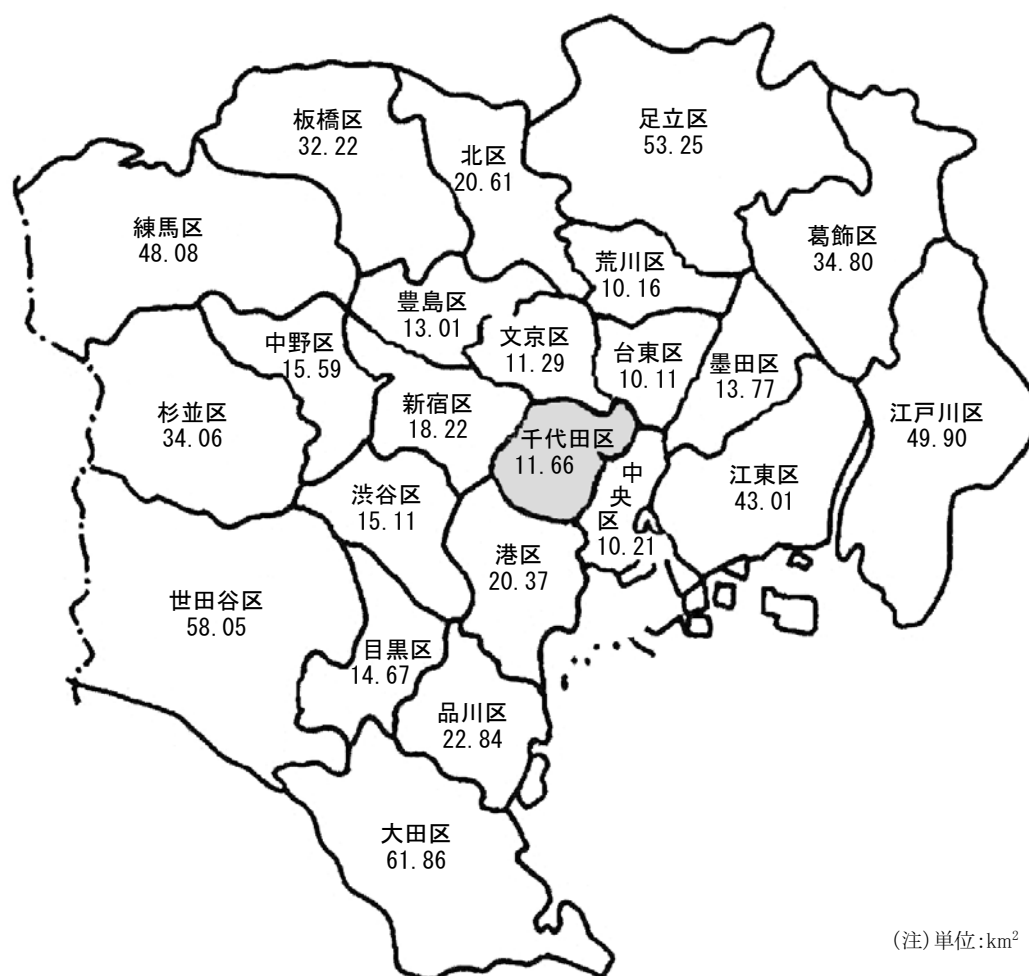 板橋区
32.22
北区
20.61
足立区
53.25
練馬区
48.08
葛飾区
34.80
荒川区
10.16
豊島区
13.01
文京区
11.29
中野区
15.59
台東区
10.11
墨田区
13.77
杉並区
34.06
新宿区
18.22
千代田区
11.66
江戸川区
49.90
中央区
10.21
江東区
43.01
渋谷区
15.11
港区
20.37
世田谷区
58.05
目黒区
14.67
品川区
22.84
大田区
61.86
(注)単位:km²